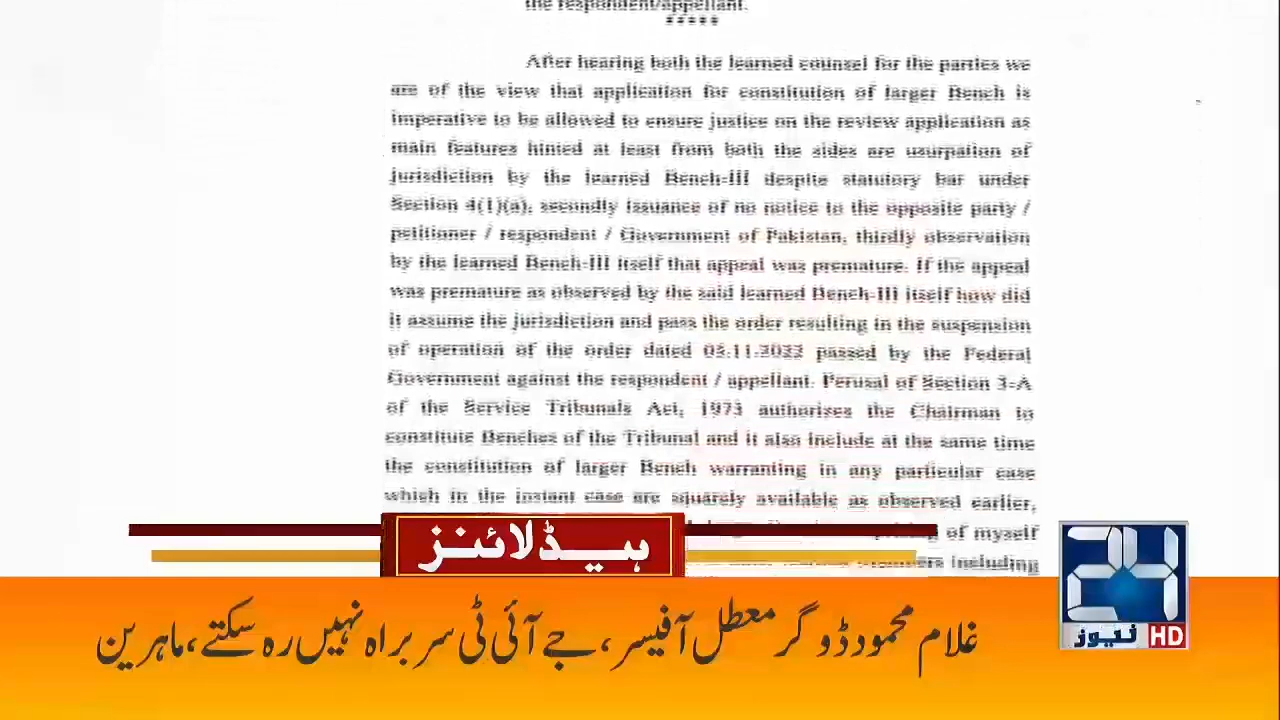 the respondent/appellant.
*****
After hearing both the learned counsel for the parties we
are of the view that application for constitution of larger Bench is
imperative to be allowed to ensure justice on the review application as
main features hinted at least from both the sides are usurpation of
jurisdiction by the learned Bench-III despite statutory bar under
Section 4(1)(a), secondly issuance of no notice to the opposite party /
petitioner / respondent / Government of Pakistan, thirdly observation
by the learned Bench-III itself that appeal was premature. If the appeal
was premature as observed by the said learned Bench-III itself how did
it assume the jurisdiction and pass the order resulting in the suspension
of operation of the order dated 05.11.2022 passed by the Federal
Government against the respondent / appellant. Perusal of Section 3-A
of the Service Tribunals Act, 1973 authorizes the Chairman to
constitute Benches of the Tribunal and it also include at the same time
the constitution of larger Bench warranting in any particular case
which in the instant case are squarely available as observed earlier,
of myself
including
ہیڈلائنز
غلام محمود ڈوگر معطل آفیسر، جے آئی ٹی سربراہ نہیں رہ سکتے، ماہرین
24
نیوز HD